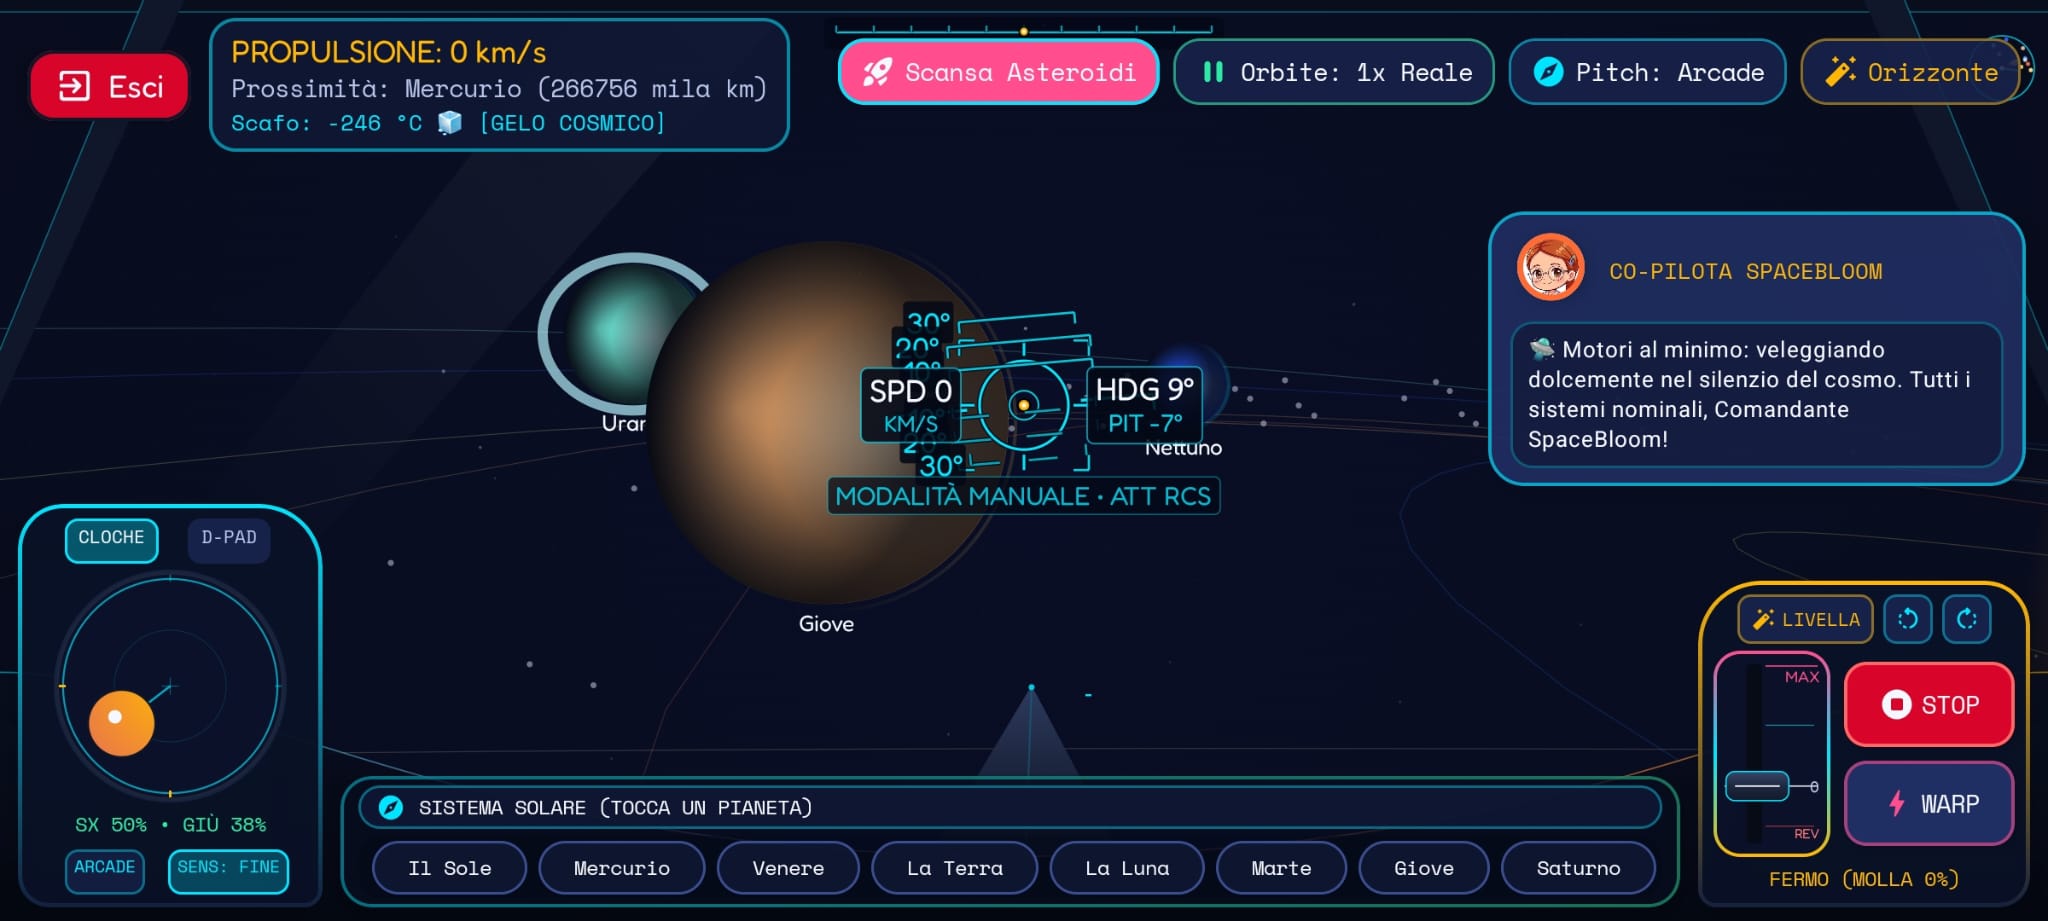 Esci
PROPULSIONE: 0 km/s
Prossimità: Mercurio (266756 mila km)
Scafo: -246 °C 🧊 [GELO COSMICO]
Scansa Asteroidi
Orbite: 1x Reale
Pitch: Arcade
Orizzonte
CO-PILOTA SPACEBLOOM
🛸 Motori al minimo: veleggiando
dolcemente nel silenzio del cosmo. Tutti i
sistemi nominali, Comandante
SpaceBloom!
30°
20°
SPD 0
KM/S
HDG 9°
PIT -7°
30°
MODALITÀ MANUALE • ATT RCS
Nettuno
Giove
CLOCHE
D-PAD
SX 50% • GIÙ 38%
ARCADE
SENS: FINE
SISTEMA SOLARE (TOCCA UN PIANETA)
Il Sole
Mercurio
Venere
La Terra
La Luna
Marte
Giove
Saturno
LIVELLA
MAX
0
REV
STOP
WARP
FERMO (MOLLA 0%)